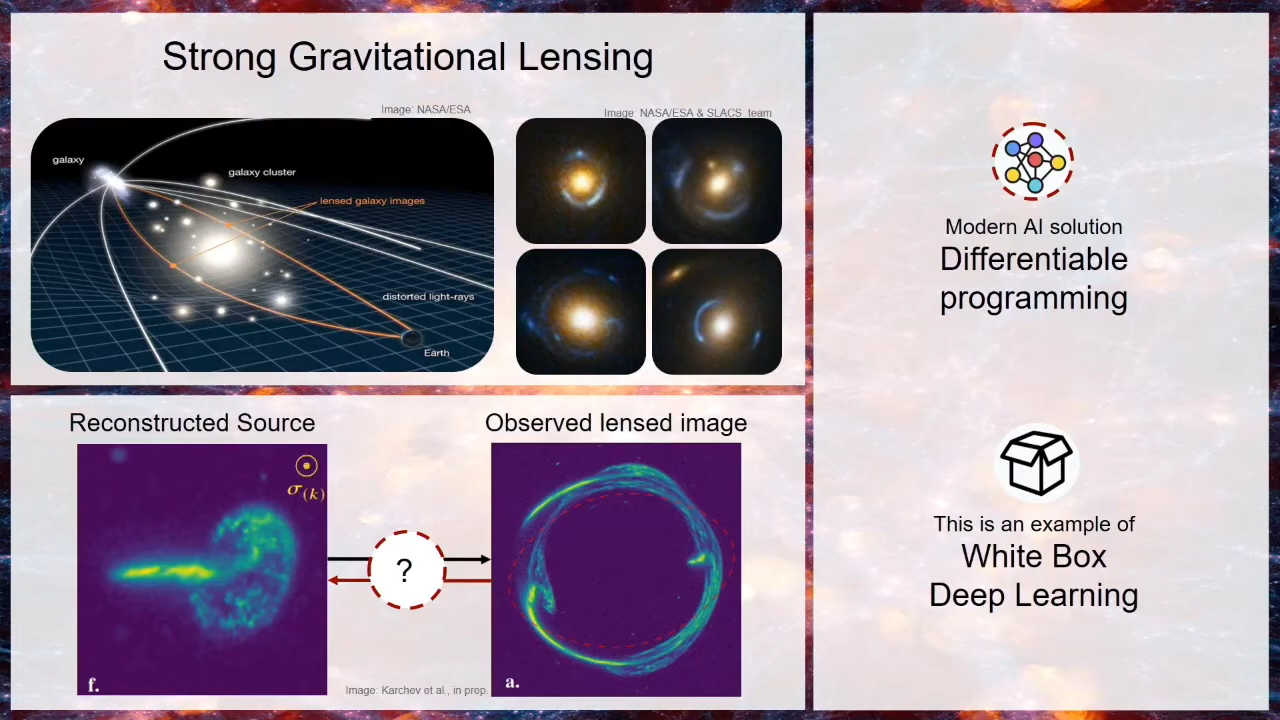 Strong Gravitational Lensing
Image: NASA/ESA
Image: NASA/ESA & SLACS team
galaxy
galaxy cluster
lensed galaxy images
distorted light-rays
Earth
Reconstructed Source
Observed lensed image
σ(k)
?
f.
a.
Image: Karchev et al., in prep.
Modern AI solution
Differentiable
programming
This is an example of
White Box
Deep Learning